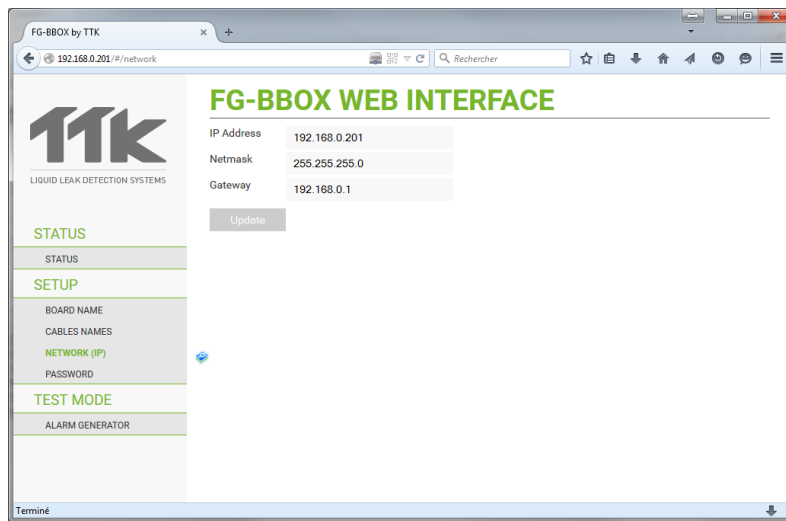 FG-BBOX by TTK
192.168.0.201/#/network
Rechercher
TTK
LIQUID LEAK DETECTION SYSTEMS
FG-BBOX WEB INTERFACE
IP Address 192.168.0.201
Netmask 255.255.255.0
Gateway 192.168.0.1
Update
STATUS
STATUS
SETUP
BOARD NAME
CABLES NAMES
NETWORK (IP)
PASSWORD
TEST MODE
ALARM GENERATOR
Terminé